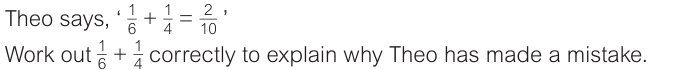 Theo says, ‘ 1/6 + 1/4 = 2/10 ’
Work out 1/6 + 1/4 correctly to explain why Theo has made a mistake.